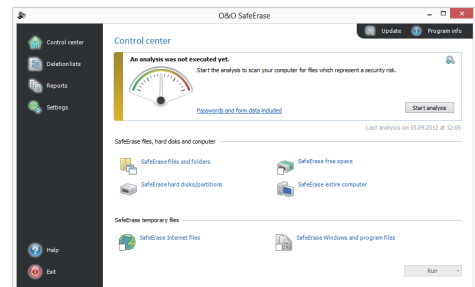 O&O SafeErase
Update
Program info
Control center
Deletion lists
Reports
Settings
Help
Exit
Control center
An analysis was not executed yet.
Start the analysis to scan your computer for files which represent a security risk.
Passwords and form data included
Start analysis
Last analysis on 05.09.2012 at 12:05
SafeErase files, hard disks and computer
SafeErase files and folders
SafeErase free space
SafeErase hard disks/partitions
SafeErase entire computer
SafeErase temporary files
SafeErase Internet files
SafeErase Windows and program files
Run